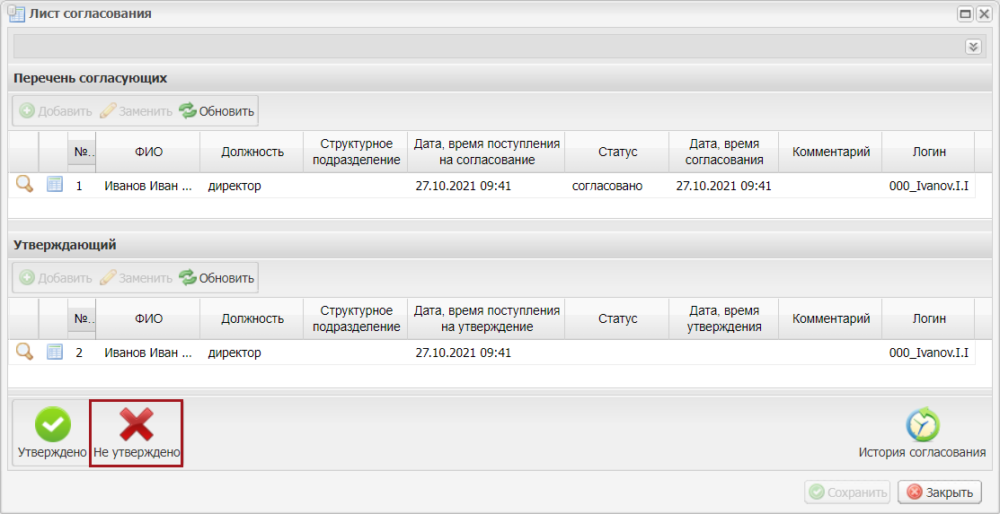 Лист согласования
Перечень согласующих
Добавить Заменить Обновить
№.. ФИО Должность Структурное подразделение Дата, время поступления на согласование Статус Дата, время согласования Комментарий Логин
1 Иванов Иван ... директор 27.10.2021 09:41 согласовано 27.10.2021 09:41 000_Ivanov.I.I
Утверждающий
Добавить Заменить Обновить
№.. ФИО Должность Структурное подразделение Дата, время поступления на утверждение Статус Дата, время утверждения Комментарий Логин
2 Иванов Иван ... директор 27.10.2021 09:41 000_Ivanov.I.I
Утверждено Не утверждено История согласования
Сохранить Закрыть